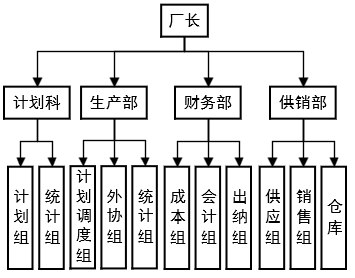 厂长
计划科
生产部
财务部
供销部
计划组
统计组
计划调度组
外协组
统计组
成本组
会计组
出纳组
供应组
销售组
仓库